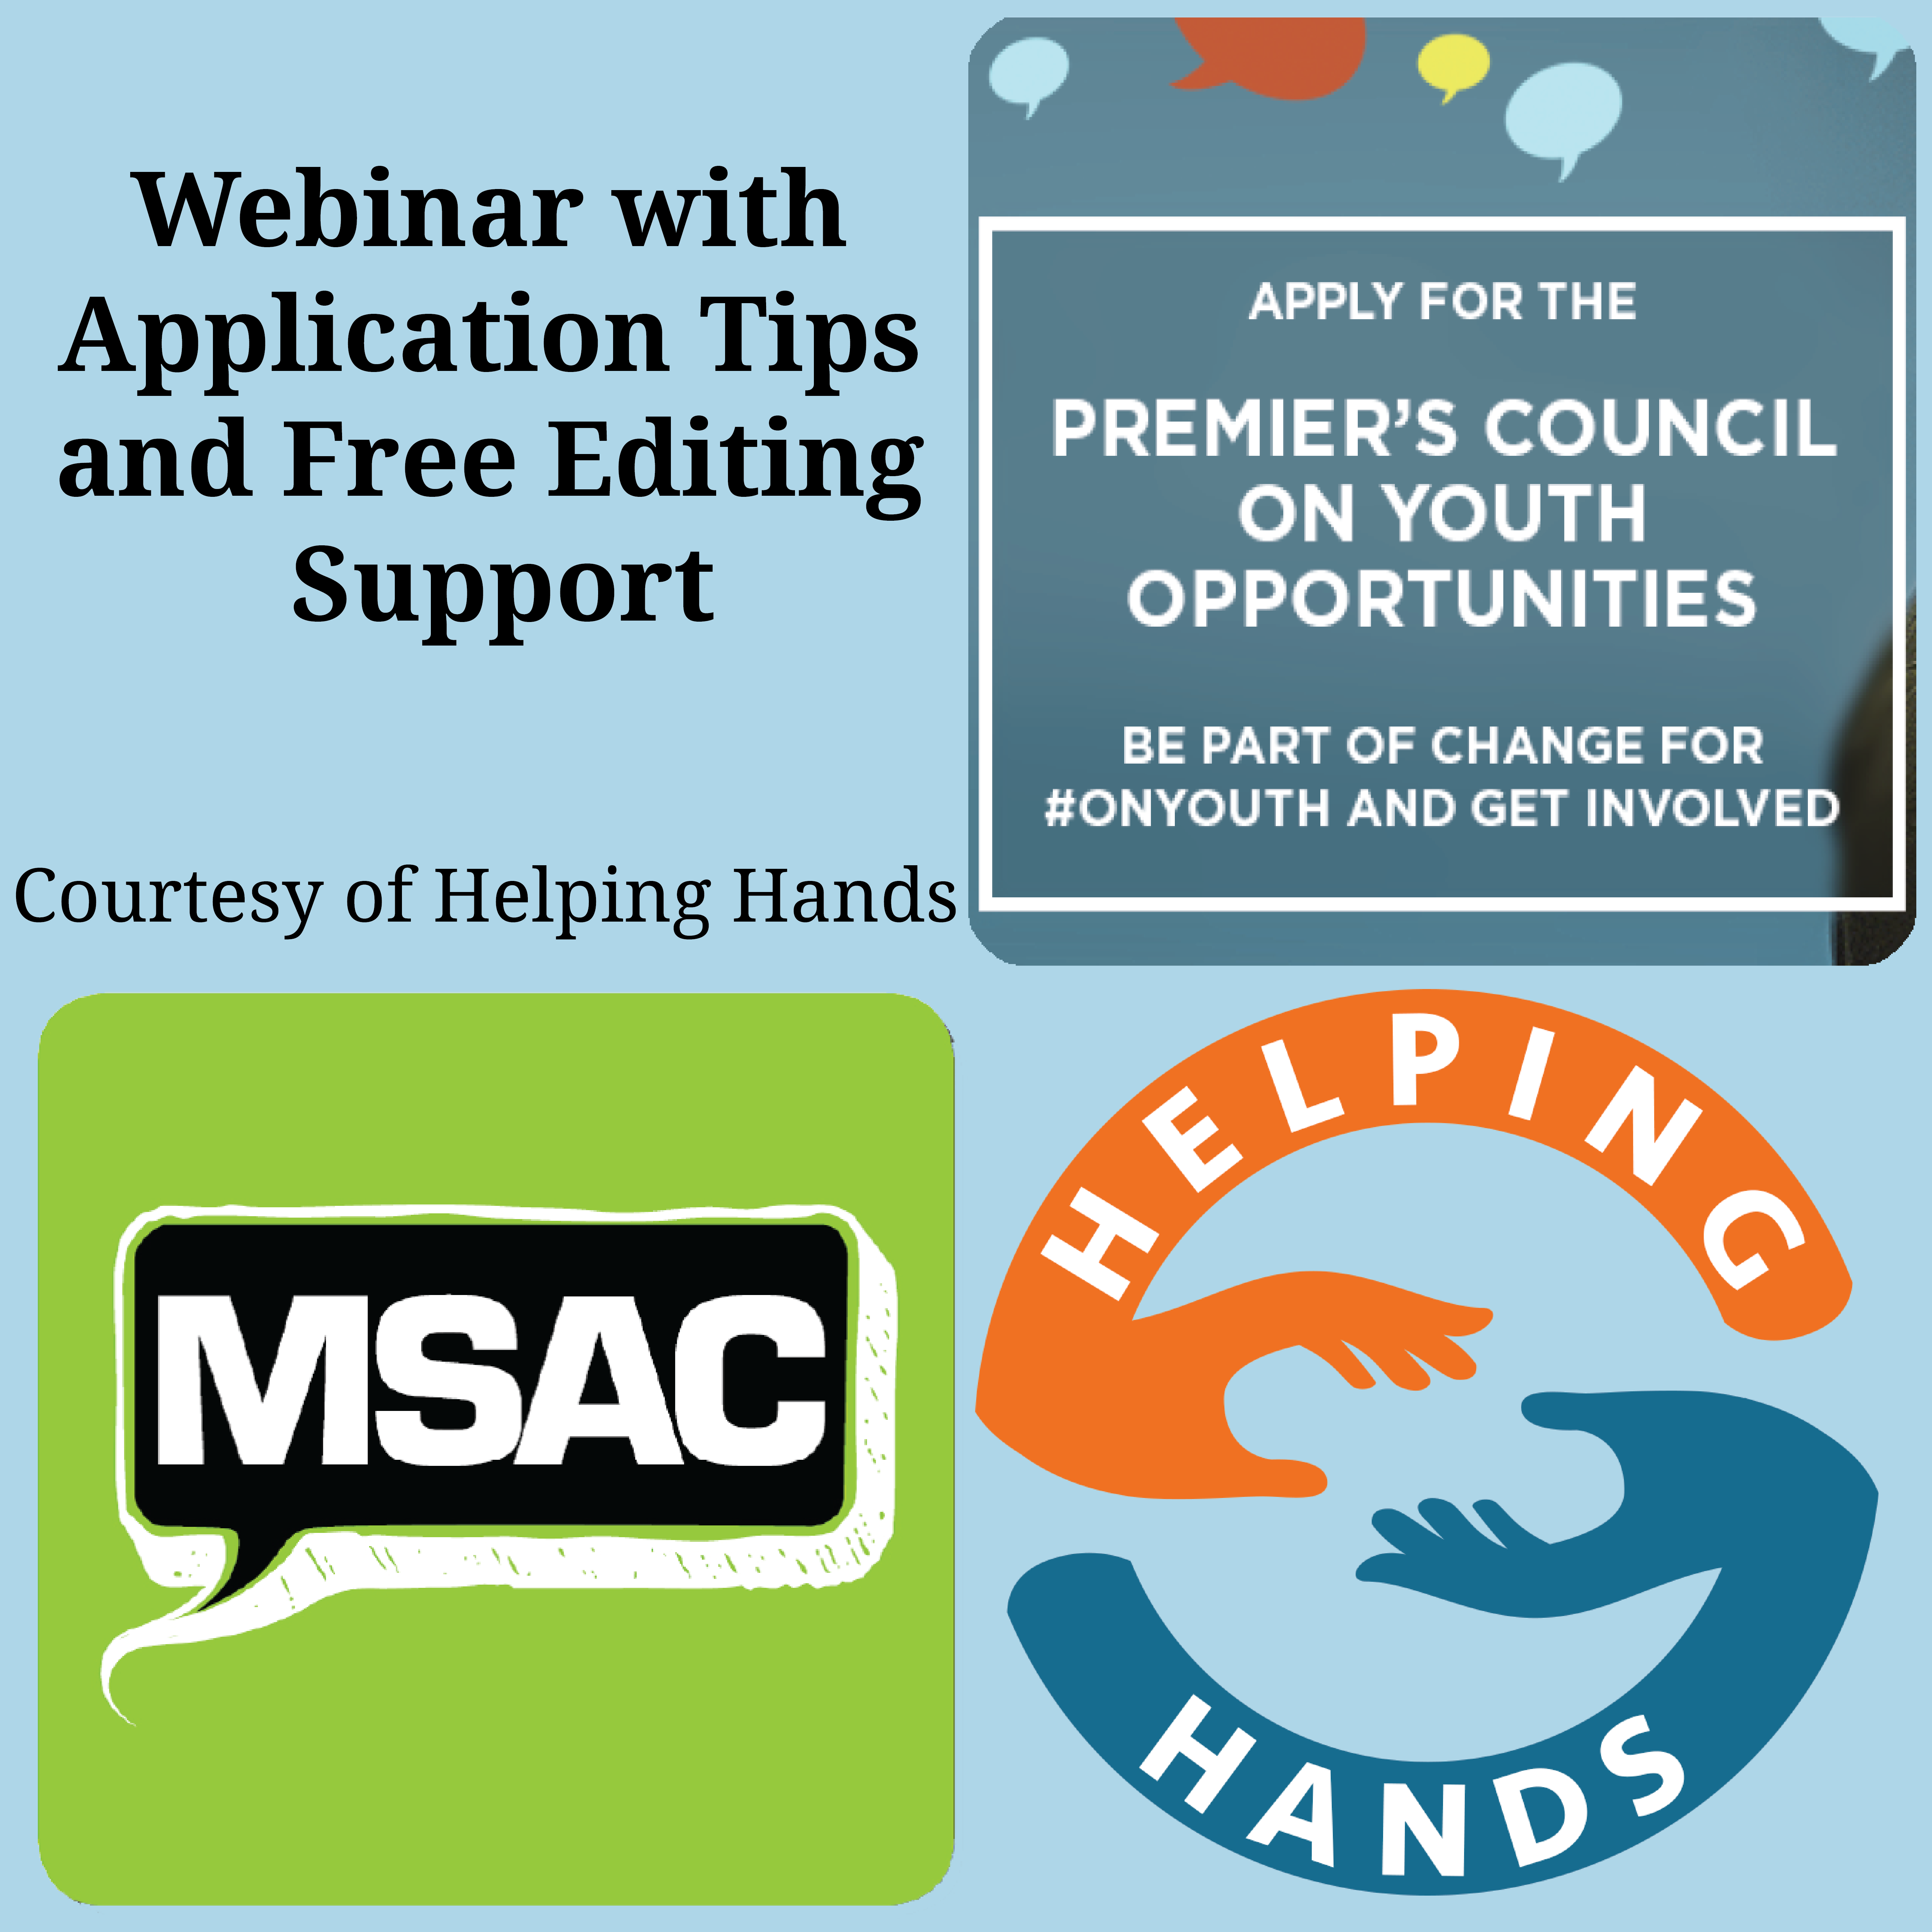 Webinar with
Application Tips
and Free Editing
Support
Courtesy of Helping Hands
APPLY FOR THE
PREMIER'S COUNCIL
ON YOUTH
OPPORTUNITIES
BE PART OF CHANGE FOR
#ONYOUTH AND GET INVOLVED
MSAC
HELPING
HANDS